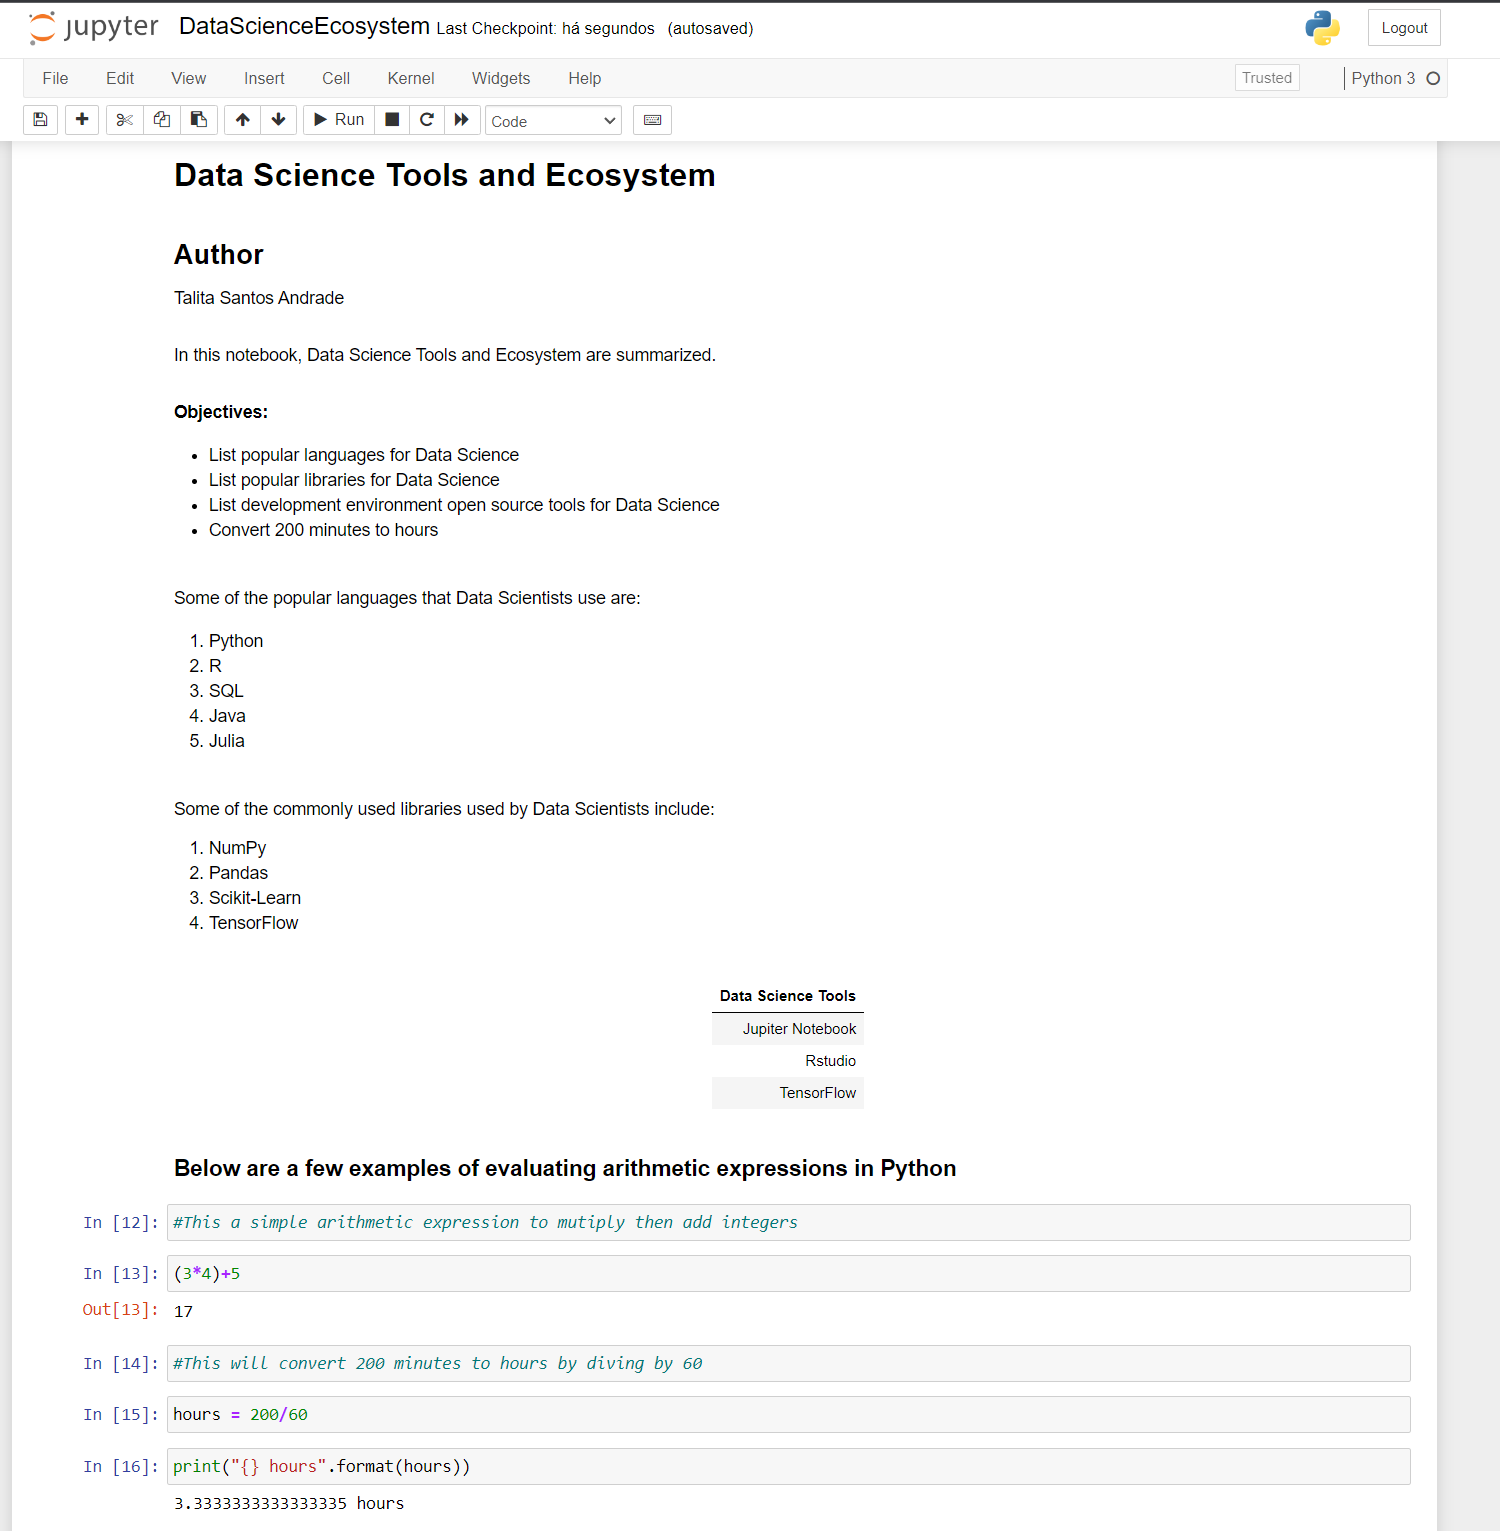 jupyter DataScienceEcosystem Last Checkpoint: há segundos (autosaved) Logout
File Edit View Insert Cell Kernel Widgets Help Trusted Python 3
Run Code
Data Science Tools and Ecosystem
Author
Talita Santos Andrade
In this notebook, Data Science Tools and Ecosystem are summarized.
Objectives:
• List popular languages for Data Science
• List popular libraries for Data Science
• List development environment open source tools for Data Science
• Convert 200 minutes to hours
Some of the popular languages that Data Scientists use are:
1. Python
2. R
3. SQL
4. Java
5. Julia
Some of the commonly used libraries used by Data Scientists include:
1. NumPy
2. Pandas
3. Scikit-Learn
4. TensorFlow
Data Science Tools
Jupiter Notebook
Rstudio
TensorFlow
Below are a few examples of evaluating arithmetic expressions in Python
In [12]: #This a simple arithmetic expression to mutiply then add integers
In [13]: (3*4)+5
Out[13]: 17
In [14]: #This will convert 200 minutes to hours by diving by 60
In [15]: hours = 200/60
In [16]: print("{} hours".format(hours))
3.3333333333333335 hours